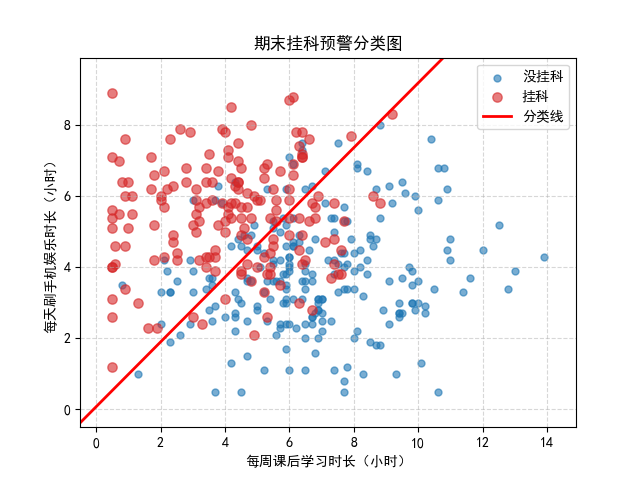 期末挂科预警分类图
没挂科
挂科
分类线
每天刷手机娱乐时长（小时）
8
6
4
2
0
0 2 4 6 8 10 12 14
每周课后学习时长（小时）